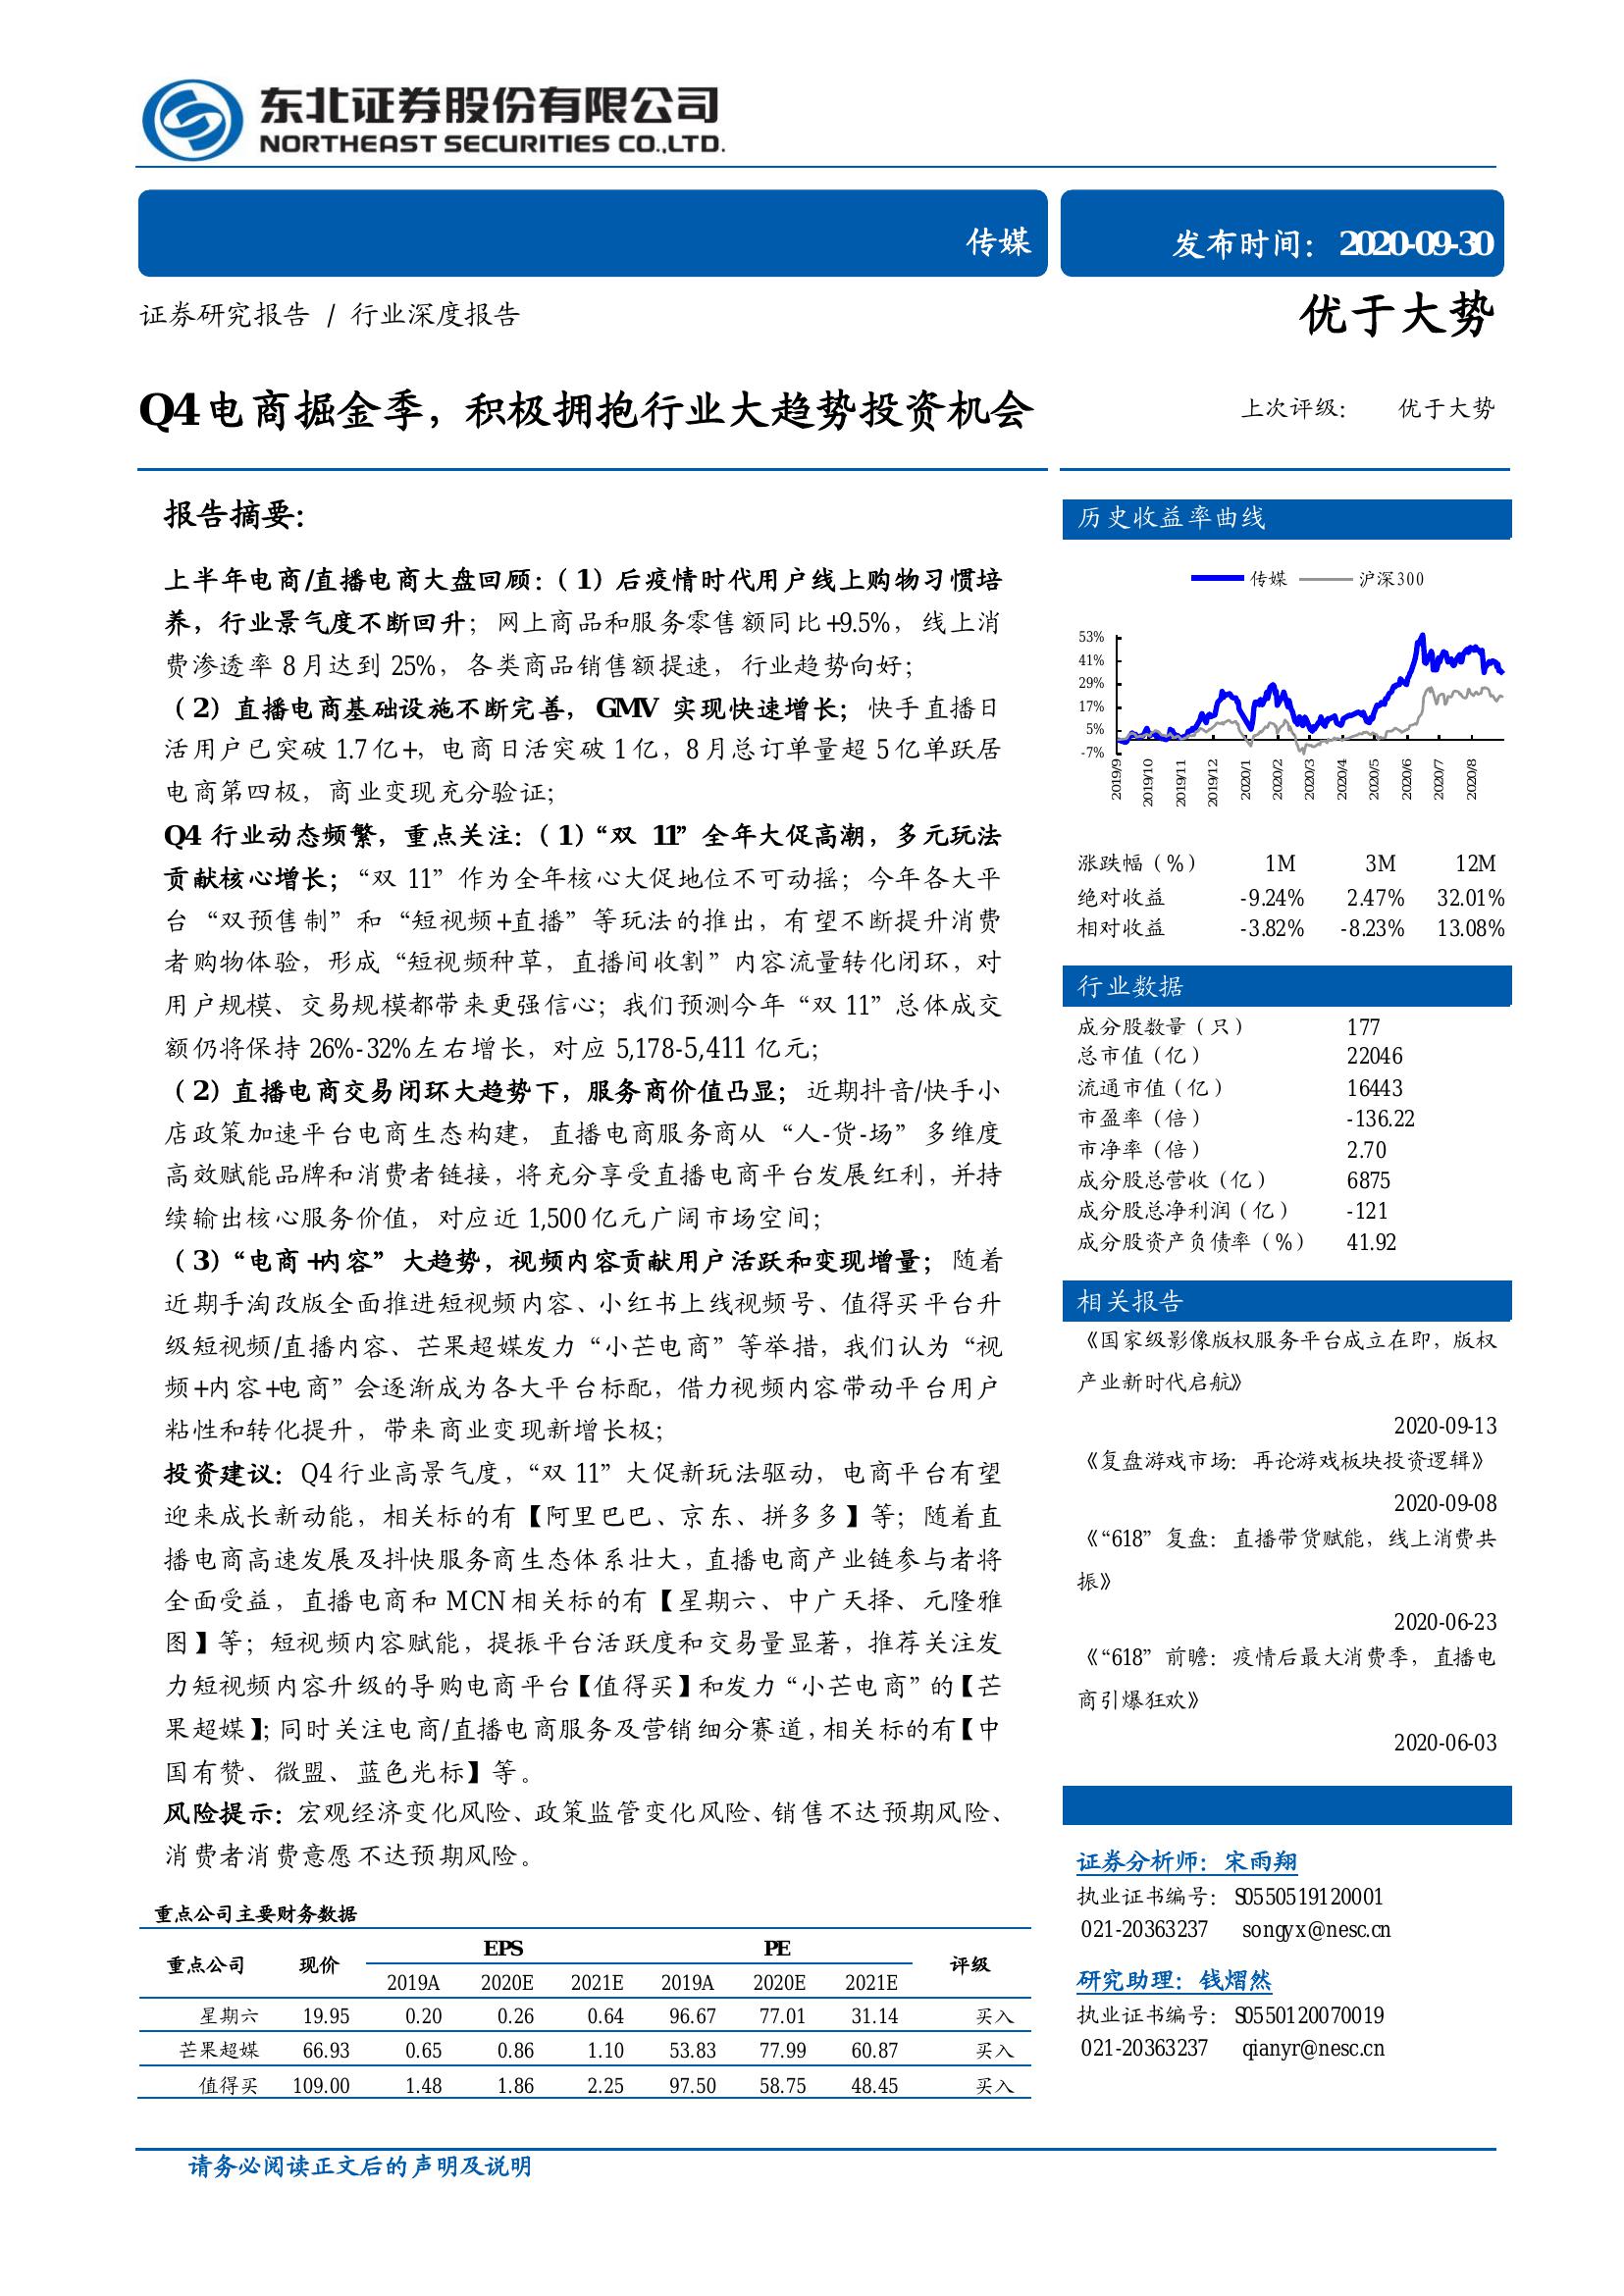 东北证券股份有限公司
NORTHEAST SECURITIES CO.,LTD.
传媒
发布时间：2020-09-30
证券研究报告 / 行业深度报告
优于大势
Q4 电商掘金季，积极拥抱行业大趋势投资机会
上次评级： 优于大势
报告摘要：
上半年电商/直播电商大盘回顾：（1）后疫情时代用户线上购物习惯培
养，行业景气度不断回升；网上商品和服务零售额同比+9.5%，线上消
费渗透率 8 月达到 25%，各类商品销售额提速，行业趋势向好；
（2）直播电商基础设施不断完善，GMV 实现快速增长；快手直播日
活用户已突破 1.7 亿+，电商日活突破 1 亿，8 月总订单量超 5 亿单跃居
电商第四极，商业变现充分验证；
Q4 行业动态频繁，重点关注：（1）“双 11”全年大促高潮，多元玩法
贡献核心增长；“双 11”作为全年核心大促地位不可动摇；今年各大平
台“双预售制”和“短视频+直播”等玩法的推出，有望不断提升消费
者购物体验，形成“短视频种草，直播间收割”内容流量转化闭环，对
用户规模、交易规模都带来更强信心；我们预测今年“双 11”总体成交
额仍将保持 26%-32%左右增长，对应 5,178-5,411 亿元；
（2）直播电商交易闭环大趋势下，服务商价值凸显；近期抖音/快手小
店政策加速平台电商生态构建，直播电商服务商从“人-货-场”多维度
高效赋能品牌和消费者链接，将充分享受直播电商平台发展红利，并持
续输出核心服务价值，对应近 1,500 亿元广阔市场空间；
（3）“电商+内容”大趋势，视频内容贡献用户活跃和变现增量；随着
近期手淘改版全面推进短视频内容、小红书上线视频号、值得买平台升
级短视频/直播内容、芒果超媒发力“小芒电商”等举措，我们认为“视
频+内容+电商”会逐渐成为各大平台标配，借力视频内容带动平台用户
粘性和转化提升，带来商业变现新增长极；
投资建议：Q4 行业高景气度，“双 11”大促新玩法驱动，电商平台有望
迎来成长新动能，相关标的有【阿里巴巴、京东、拼多多】等；随着直
播电商高速发展及抖快服务商生态体系壮大，直播电商产业链参与者将
全面受益，直播电商和 MCN 相关标的有【星期六、中广天择、元隆雅
图】等；短视频内容赋能，提振平台活跃度和交易量显著，推荐关注发
力短视频内容升级的导购电商平台【值得买】和发力“小芒电商”的【芒
果超媒】；同时关注电商/直播电商服务及营销细分赛道，相关标的有【中
国有赞、微盟、蓝色光标】等。
风险提示：宏观经济变化风险、政策监管变化风险、销售不达预期风险、
消费者消费意愿不达预期风险。
重点公司主要财务数据
重点公司 现价 EPS PE 评级
2019A 2020E 2021E 2019A 2020E 2021E
星期六 19.95 0.20 0.26 0.64 96.67 77.01 31.14 买入
芒果超媒 66.93 0.65 0.86 1.10 53.83 77.99 60.87 买入
值得买 109.00 1.48 1.86 2.25 97.50 58.75 48.45 买入
历史收益率曲线
传媒 沪深300
53%
41%
29%
17%
5%
-7%
2019/9 2019/10 2019/11 2019/12 2020/1 2020/2 2020/3 2020/4 2020/5 2020/6 2020/7 2020/8
涨跌幅（%） 1M 3M 12M
绝对收益 -9.24% 2.47% 32.01%
相对收益 -3.82% -8.23% 13.08%
行业数据
成分股数量（只） 177
总市值（亿） 22046
流通市值（亿） 16443
市盈率（倍） -136.22
市净率（倍） 2.70
成分股总营收（亿） 6875
成分股总净利润（亿） -121
成分股资产负债率（%） 41.92
相关报告
《国家级影像版权服务平台成立在即，版权
产业新时代启航》
2020-09-13
《复盘游戏市场：再论游戏板块投资逻辑》
2020-09-08
《“618”复盘：直播带货赋能，线上消费共
振》
2020-06-23
《“618”前瞻：疫情后最大消费季，直播电
商引爆狂欢》
2020-06-03
证券分析师：宋雨翔
执业证书编号：S0550519120001
021-20363237 songyx@nesc.cn
研究助理：钱熠然
执业证书编号：S0550120070019
021-20363237 qianyr@nesc.cn
请务必阅读正文后的声明及说明